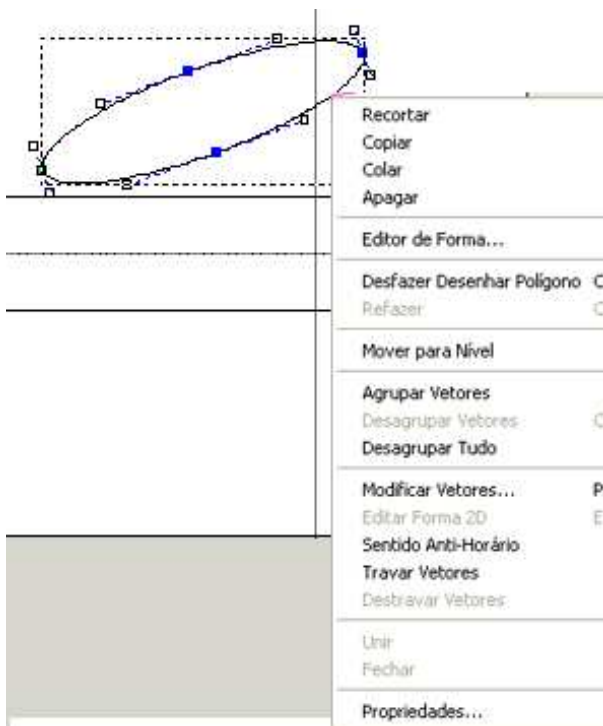 Recortar
Copiar
Colar
Apagar
Editor de Forma...
Desfazer Desenhar Polígono C
Refazer C
Mover para Nível
Agrupar Vetores
Desagrupar Vetores C
Desagrupar Tudo
Modificar Vetores... P
Editar Forma 2D E
Sentido Anti-Horário
Travar Vetores
Destravar Vetores
Unir
Fechar
Propriedades...